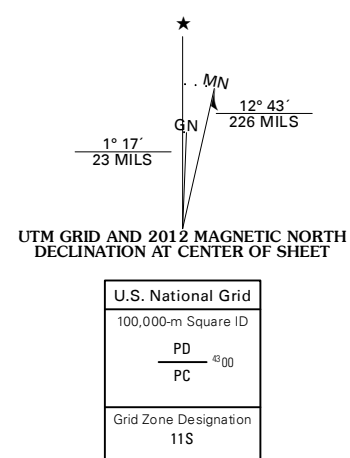 ★
MN
12° 43´
226 MILS
GN
1° 17´
23 MILS
UTM GRID AND 2012 MAGNETIC NORTH
DECLINATION AT CENTER OF SHEET
U.S. National Grid
100,000-m Square ID
PD
4300
PC
Grid Zone Designation
11S